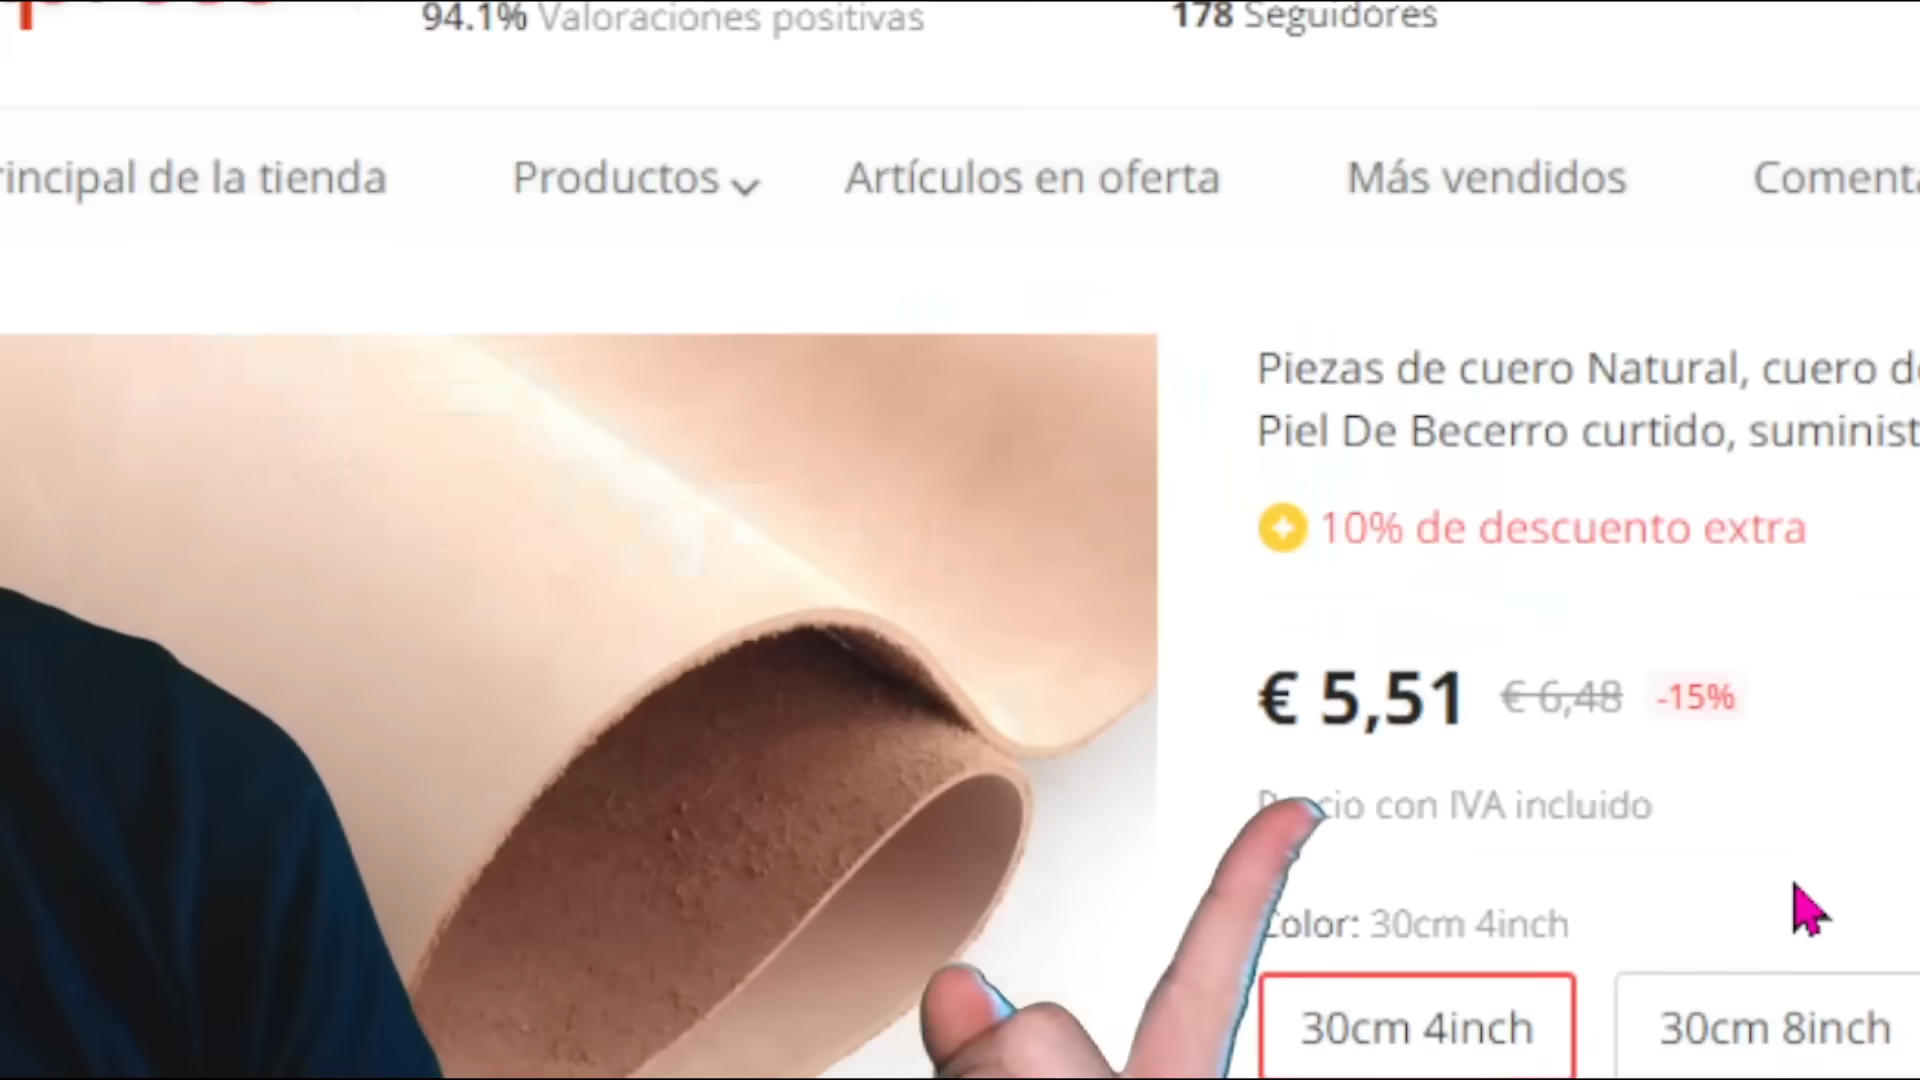 94.1% Valoraciones positivas
178 Seguidores
rincipal de la tienda
Productos
Artículos en oferta
Más vendidos
Coment
Piezas de cuero Natural, cuero d
Piel De Becerro curtido, suminist
10% de descuento extra
€ 5,51 € 6,48 -15%
Precio con IVA incluido
Color: 30cm 4inch
30cm 4inch
30cm 8inch